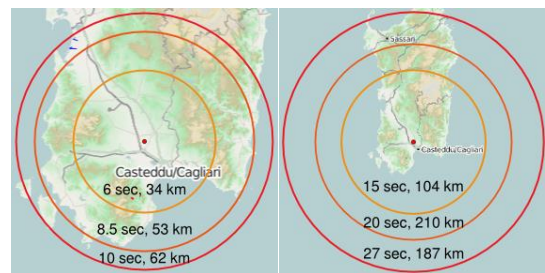 Casteddu/Cagliari
6 sec, 34 km
8.5 sec, 53 km
10 sec, 62 km
Sassari
Casteddu/Cagliari
15 sec, 104 km
20 sec, 210 km
27 sec, 187 km